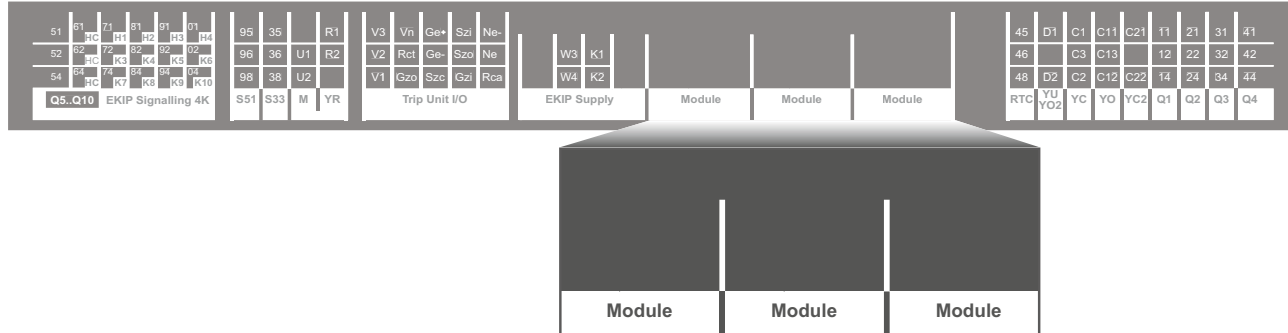 51 61 HC 71 H1 81 H2 91 H3 01 H4
52 62 HC 72 K3 82 K4 92 K5 02 K6
54 64 HC 74 K7 84 K8 94 K9 04 K10
Q5..Q10 EKIP Signalling 4K
95 35 R1
96 36 U1 R2
98 38 U2
S51 S33 M YR
V3 Vn Ge+ Szi Ne-
V2 Rct Ge- Szo Ne
V1 Gzo Szc Gzi Rca
Trip Unit I/O
W3 K1
W4 K2
EKIP Supply Module Module Module
45 D1 C1 C11 C21 11 21 31 41
46 C3 C13 12 22 32 42
48 D2 C2 C12 C22 14 24 34 44
RTC YU YO2 YC YO YC2 Q1 Q2 Q3 Q4
Module Module Module